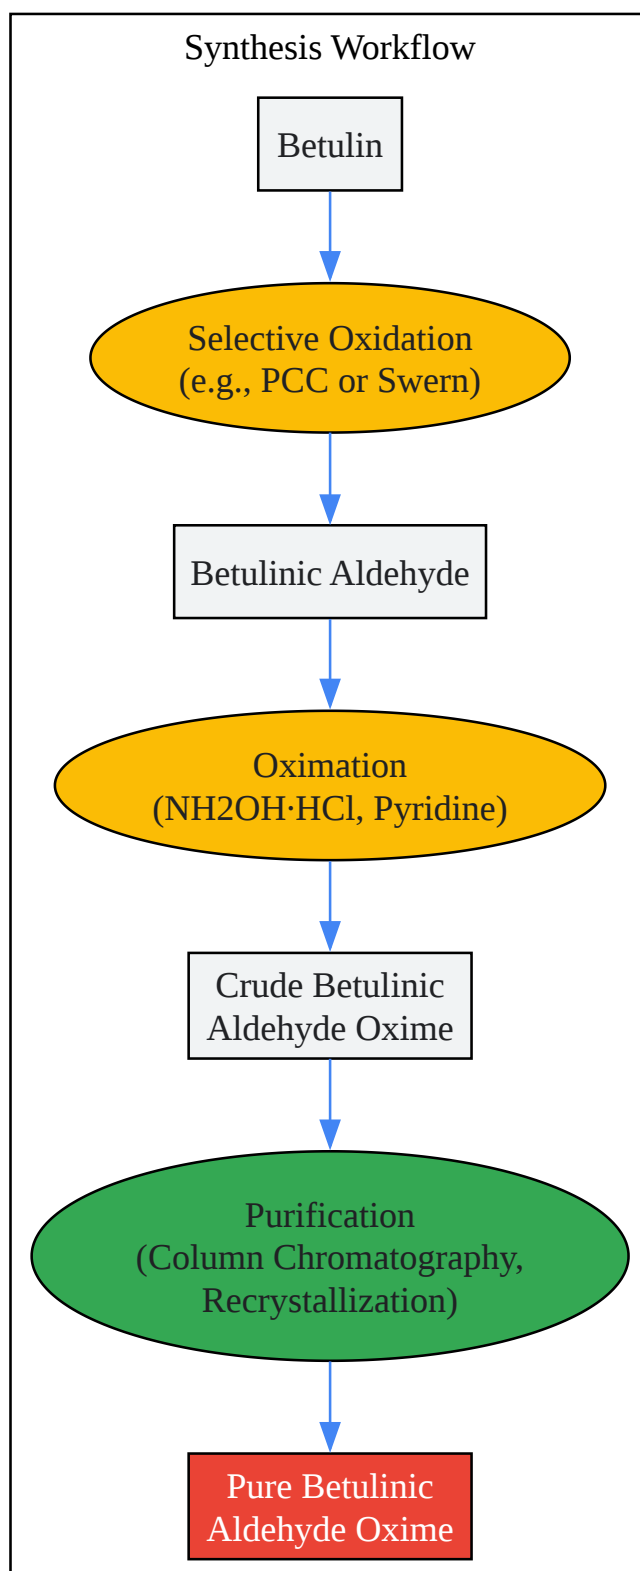 Synthesis Workflow
Betulin
Selective Oxidation
(e.g., PCC or Swern)
Betulinic Aldehyde
Oximation
(NH2OH·HCl, Pyridine)
Crude Betulinic
Aldehyde Oxime
Purification
(Column Chromatography,
Recrystallization)
Pure Betulinic
Aldehyde Oxime